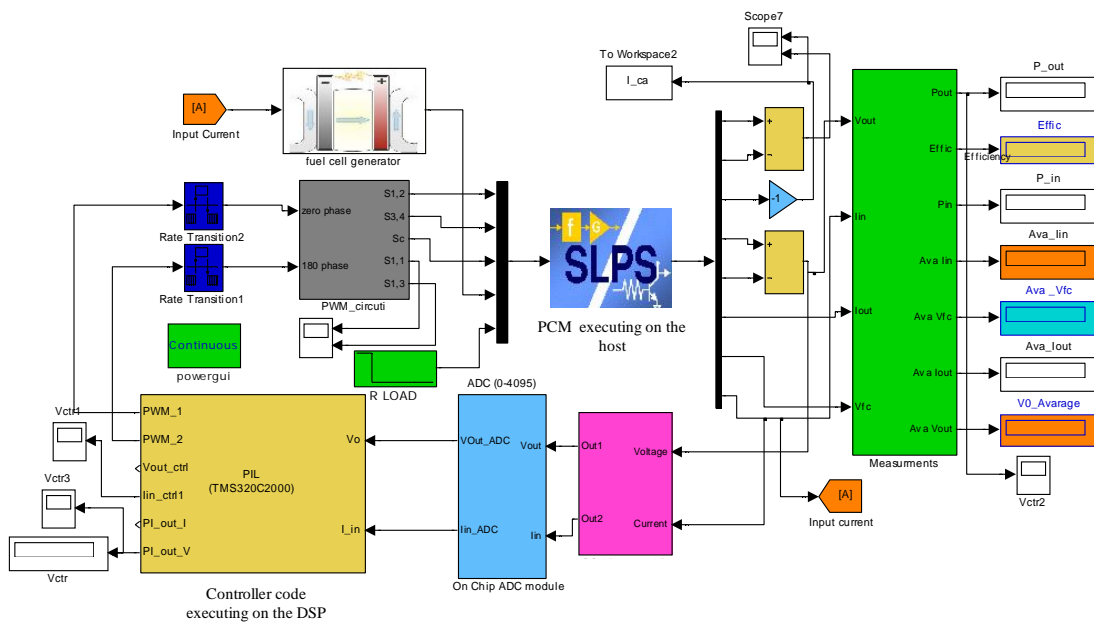 Scope7
To Workspace2
I_ca
[A]
Input Current
fuel cell generator
Rate Transition2
Rate Transition1
zero phase
180 phase
S1,2
S3,4
Sc
S1,1
S1,3
PWM_circuti
Continuous
powergui
R LOAD
f
G
SLPS
PCM executing on the
host
+
−
-1
+
−
Vout
Iin
Iout
Vfc
Pout
Effic
Pin
Ava Iin
Ava Vfc
Ava Iout
Ava Vout
Measurments
P_out
Effic
Efficiency
P_in
Ava_Iin
Ava _Vfc
Ava_Iout
V0_Avarage
Vctr2
[A]
Input current
Voltage
Current
Out1
Out2
ADC (0-4095)
VOut_ADC
Vout
Iin_ADC
Iin
On Chip ADC module
PWM_1
PWM_2
Vout_ctrl
Iin_ctrl1
PI_out_I
PI_out_V
Vo
I_in
PIL
(TMS320C2000)
Vctr1
Vctr3
Vctr
Controller code
executing on the DSP